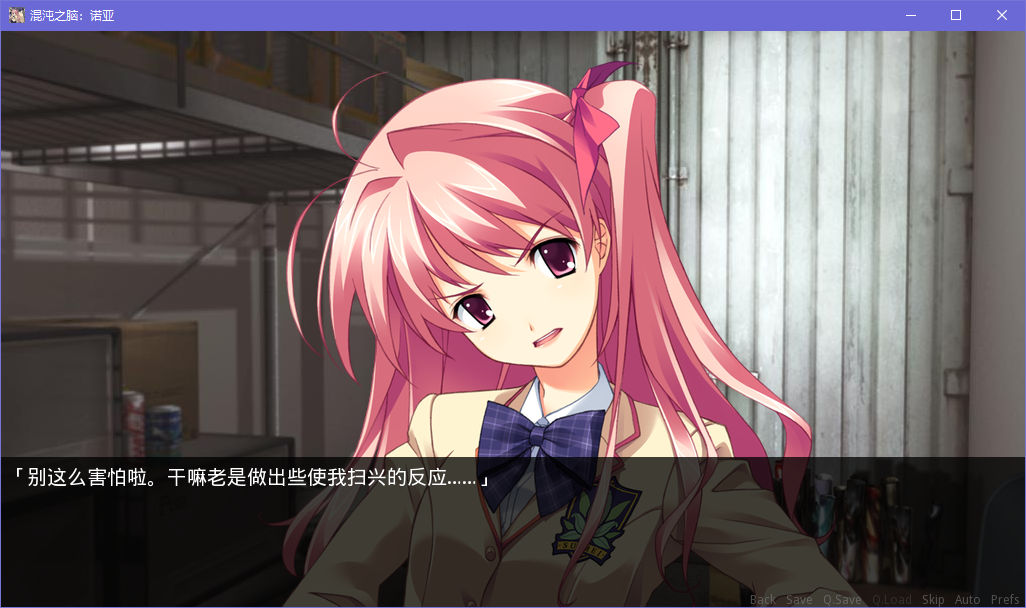 混沌之脑：诺亚
「别这么害怕啦。干嘛老是做出些使我扫兴的反应……」
Back Save Q.Save Q.Load Skip Auto Prefs